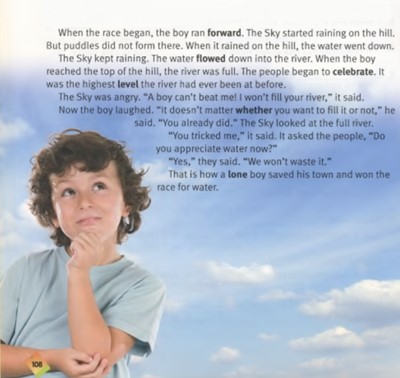 When the race began, the boy ran forward. The Sky started raining on the hill.
But puddles did not form there. When it rained on the hill, the water went down.
The Sky kept raining. The water flowed down into the river. When the boy
reached the top of the hill, the river was full. The people began to celebrate. It
was the highest level the river had ever been at before.
The Sky was angry. “A boy can’t beat me! I won’t fill your river,” it said.
Now the boy laughed. “it doesn’t matter whether you want to fill it or not,” he
said. “You already did.” The Sky looked at the full river.
“You tricked me,” it said. It asked the people, “Do
you appreciate water now?”
“Yes,” they said. “We won’t waste it.”
That is how a lone boy saved his town and won the
race for water.
108